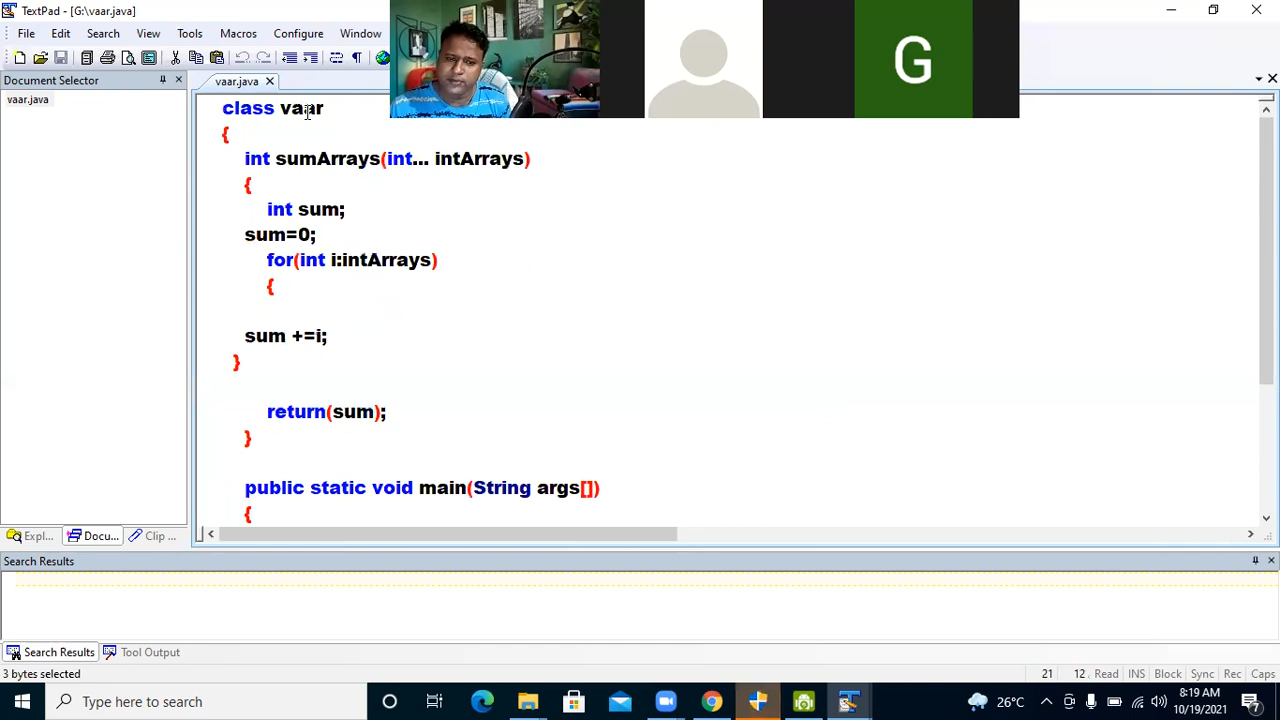 TextPad - [G:\vaar.java]
File Edit Search View Tools Macros Configure Window
Document Selector
vaar.java
vaar.java
G
class vaar
{
int sumArrays(int... intArrays)
{
int sum;
sum=0;
for(int i:intArrays)
{
sum +=i;
}
return(sum);
}
public static void main(String args[])
{
Expl... Docu... Clip ...
Search Results
Search Results Tool Output
3 bytes selected 21 12 Read INS Block Sync Rec Caps
Type here to search 26°C 8:19 AM
10/19/2021 7